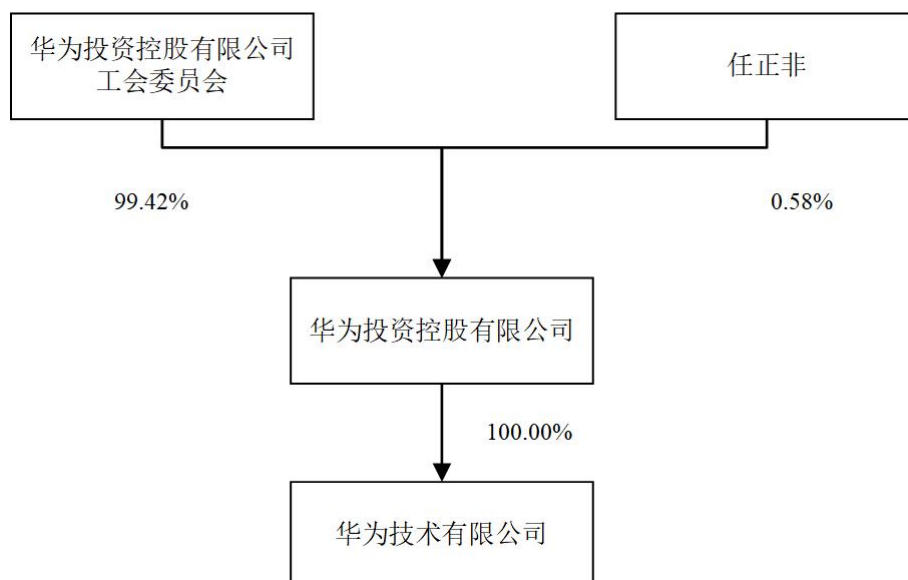 华为投资控股有限公司
工会委员会
任正非
99.42%
0.58%
华为投资控股有限公司
100.00%
华为技术有限公司